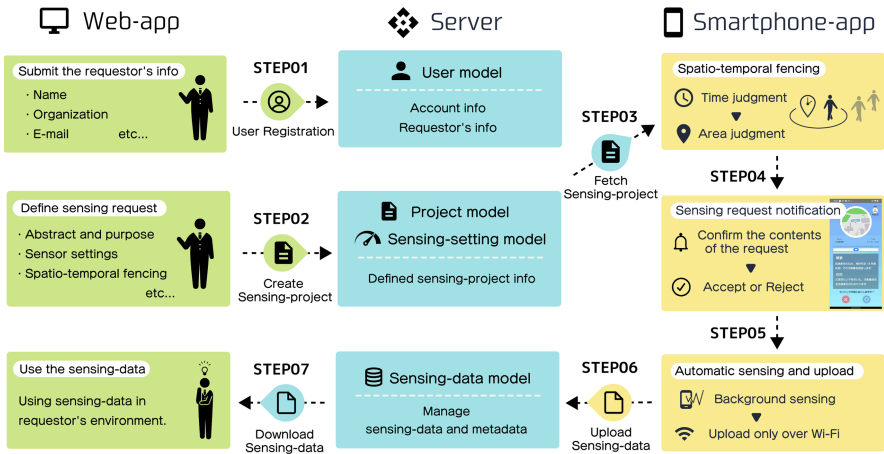 Web-app
Server
Smartphone-app
Submit the requestor's info
· Name
· Organization
· E-mail etc...
STEP01
User Registration
User model
Account info
Requestor's info
STEP03
Fetch
Sensing-project
Spatio-temporal fencing
Time judgment
Area judgment
STEP04
Define sensing request
· Abstract and purpose
· Sensor settings
· Spatio-temporal fencing
etc...
STEP02
Create
Sensing-project
Project model
Sensing-setting model
Defined sensing-project info
Sensing request notification
Confirm the contents
of the request
Accept or Reject
STEP05
Use the sensing-data
Using sensing-data in
requestor's environment.
STEP07
Download
Sensing-data
Sensing-data model
Manage
sensing-data and metadata
STEP06
Upload
Sensing-data
Automatic sensing and upload
Background sensing
Upload only over Wi-Fi